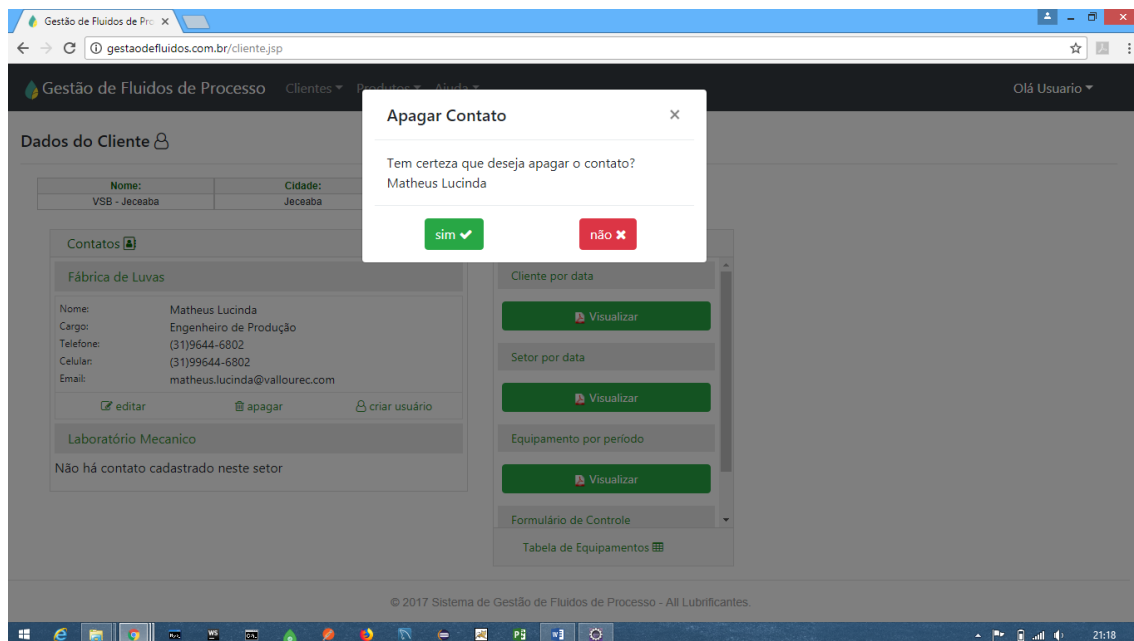 Gestão de Fluidos de Pro
gestaodefluidos.com.br/cliente.jsp
Gestão de Fluidos de Processo Clientes Produtos Ajuda Olá Usuario
Apagar Contato ×
Tem certeza que deseja apagar o contato?
Matheus Lucinda
sim não
Dados do Cliente
Nome: Cidade:
VSB - Jeceaba Jeceaba
Contatos
Fábrica de Luvas
Nome: Matheus Lucinda
Cargo: Engenheiro de Produção
Telefone: (31)9644-6802
Celular: (31)99644-6802
Email: matheus.lucinda@vallourec.com
editar apagar criar usuário
Laboratório Mecanico
Não há contato cadastrado neste setor
Cliente por data
Visualizar
Setor por data
Visualizar
Equipamento por período
Visualizar
Formulário de Controle
Tabela de Equipamentos
© 2017 Sistema de Gestão de Fluidos de Processo - All Lubrificantes.
21:18